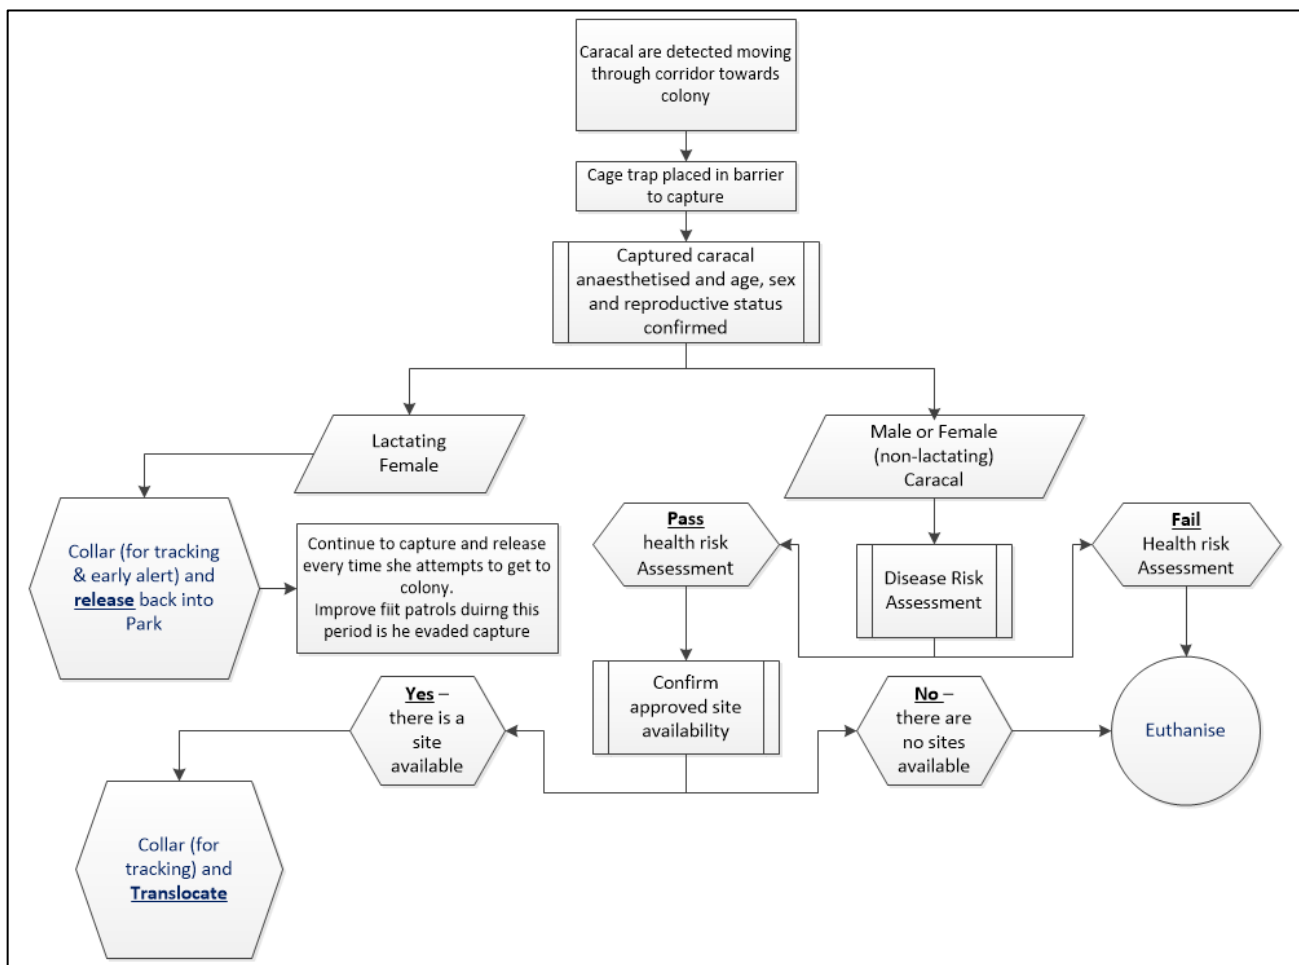 Caracal are detected moving
through corridor towards
colony
Cage trap placed in barrier
to capture
Captured caracal
anaesthetised and age, sex
and reproductive status
confirmed
Lactating
Female
Male or Female
(non-lactating)
Caracal
Collar (for tracking
& early alert) and
release back into
Park
Continue to capture and release
every time she attempts to get to
colony.
Improve fiit patrols duirng this
period is he evaded capture
Pass
health risk
Assessment
Disease Risk
Assessment
Fail
Health risk
Assessment
Confirm
approved site
availability
Yes –
there is a
site
available
No –
there are
no sites
available
Euthanise
Collar (for
tracking) and
Translocate